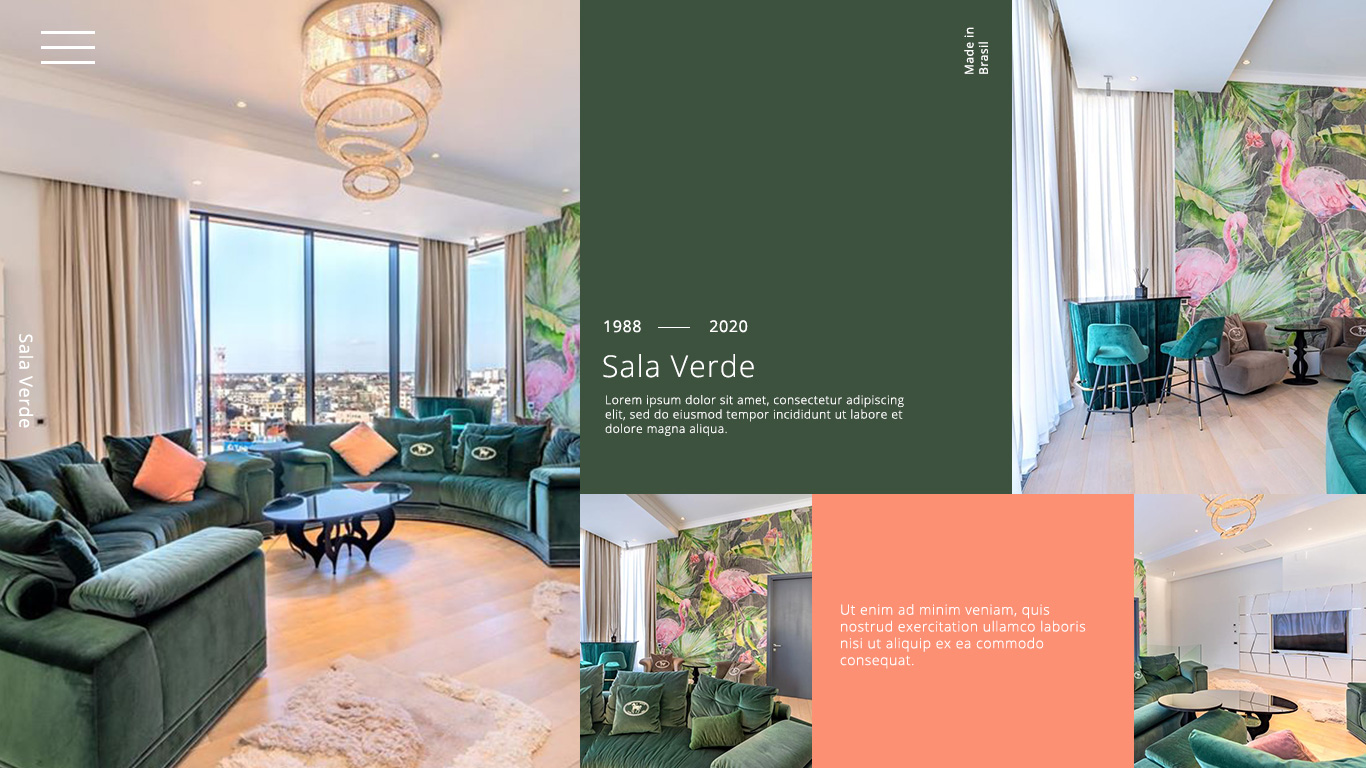 Made in
Brasil
Sala Verde
1988 — 2020
Sala Verde
Lorem ipsum dolor sit amet, consectetur adipiscing
elit, sed do eiusmod tempor incididunt ut labore et
dolore magna aliqua.
Ut enim ad minim veniam, quis
nostrud exercitation ullamco laboris
nisi ut aliquip ex ea commodo
consequat.